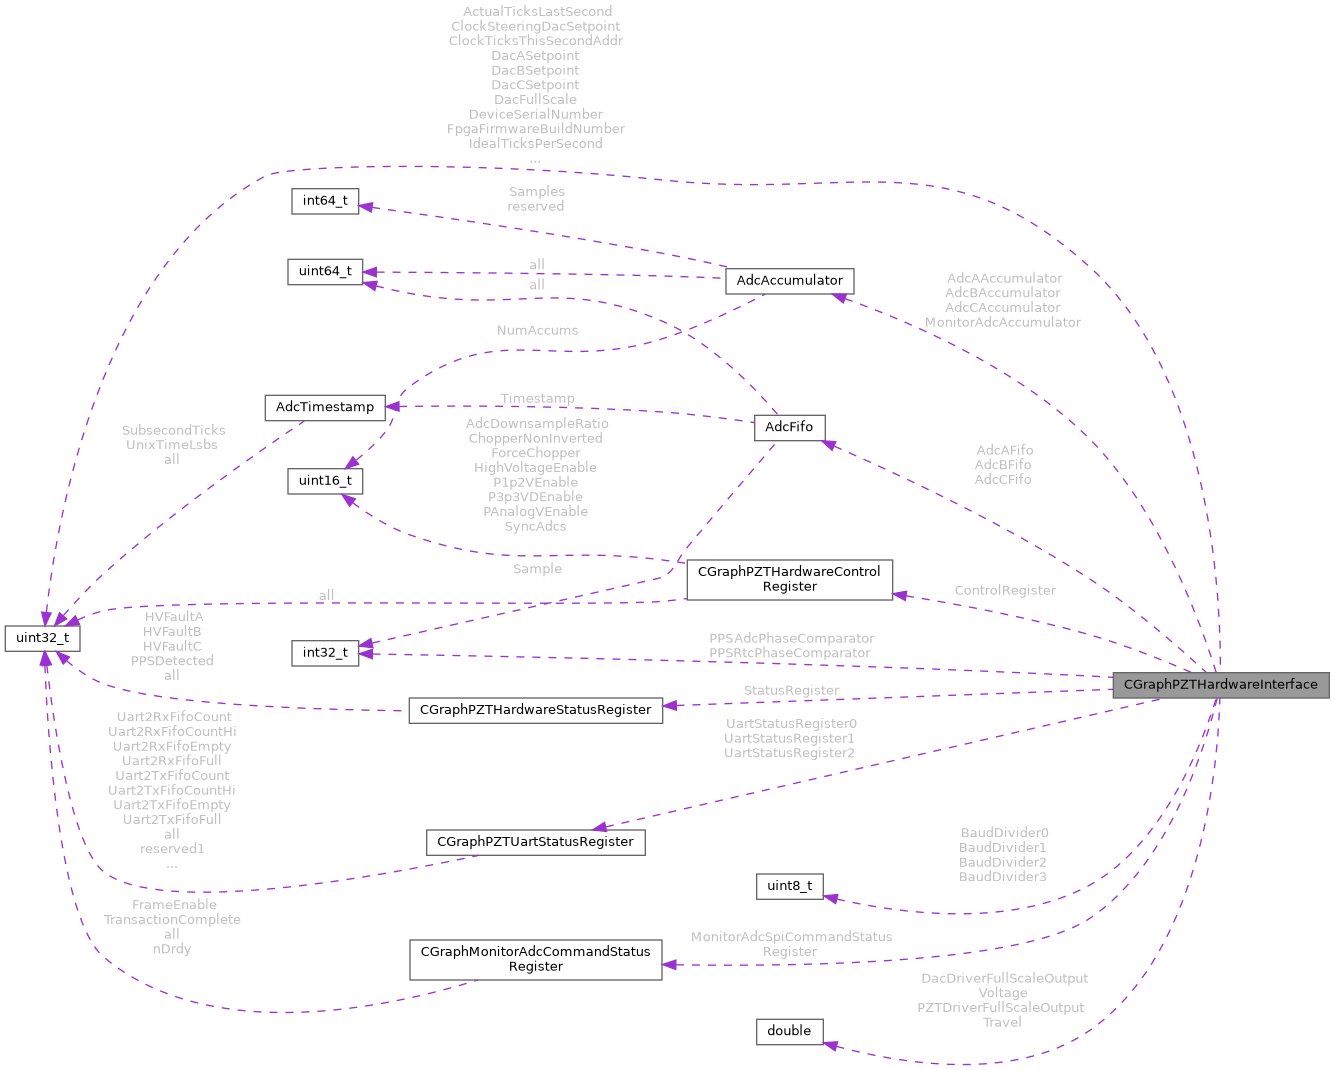 ActualTicksLastSecond
ClockSteeringDacSetpoint
ClockTicksThisSecondAddr
DacASetpoint
DacBSetpoint
DacCSetpoint
DacFullScale
DeviceSerialNumber
FpgaFirmwareBuildNumber
IdealTicksPerSecond
...
int64_t
Samples
reserved
uint64_t
all
all
AdcAccumulator
AdcAAccumulator
AdcBAccumulator
AdcCAccumulator
MonitorAdcAccumulator
NumAccums
AdcTimestamp
Timestamp
AdcFifo
SubsecondTicks
UnixTimeLsbs
all
AdcDownsampleRatio
ChopperNonInverted
ForceChopper
HighVoltageEnable
P1p2VEnable
P3p3VDEnable
PAnalogVEnable
SyncAdcs
AdcAFifo
AdcBFifo
AdcCFifo
uint16_t
Sample
CGraphPZTHardwareControl
Register
ControlRegister
all
HVFaultA
HVFaultB
HVFaultC
PPSDetected
all
uint32_t
int32_t
PPSAdcPhaseComparator
PPSRtcPhaseComparator
CGraphPZTHardwareInterface
StatusRegister
CGraphPZTHardwareStatusRegister
Uart2RxFifoCount
Uart2RxFifoCountHi
Uart2RxFifoEmpty
Uart2RxFifoFull
Uart2TxFifoCount
Uart2TxFifoCountHi
Uart2TxFifoEmpty
Uart2TxFifoFull
all
reserved1
...
UartStatusRegister0
UartStatusRegister1
UartStatusRegister2
CGraphPZTUartStatusRegister
BaudDivider0
BaudDivider1
BaudDivider2
BaudDivider3
uint8_t
FrameEnable
TransactionComplete
all
nDrdy
CGraphMonitorAdcCommandStatus
Register
MonitorAdcSpiCommandStatus
Register
DacDriverFullScaleOutput
Voltage
PZTDriverFullScaleOutput
Travel
double